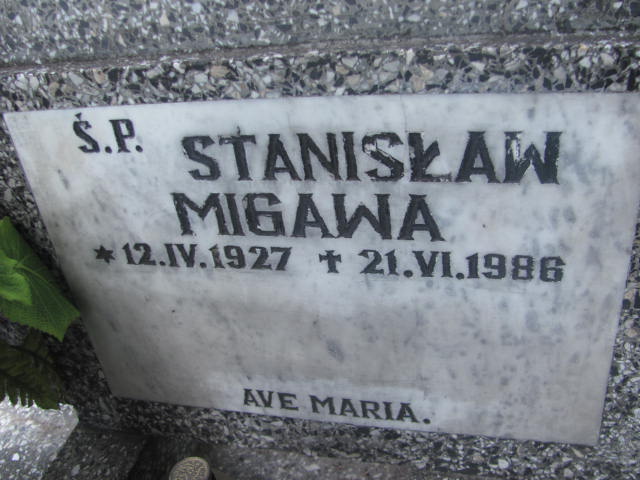 Ś.P. STANISŁAW
MIGAWA
* 12.IV.1927 ✝ 21.VI.1986
AVE MARIA.